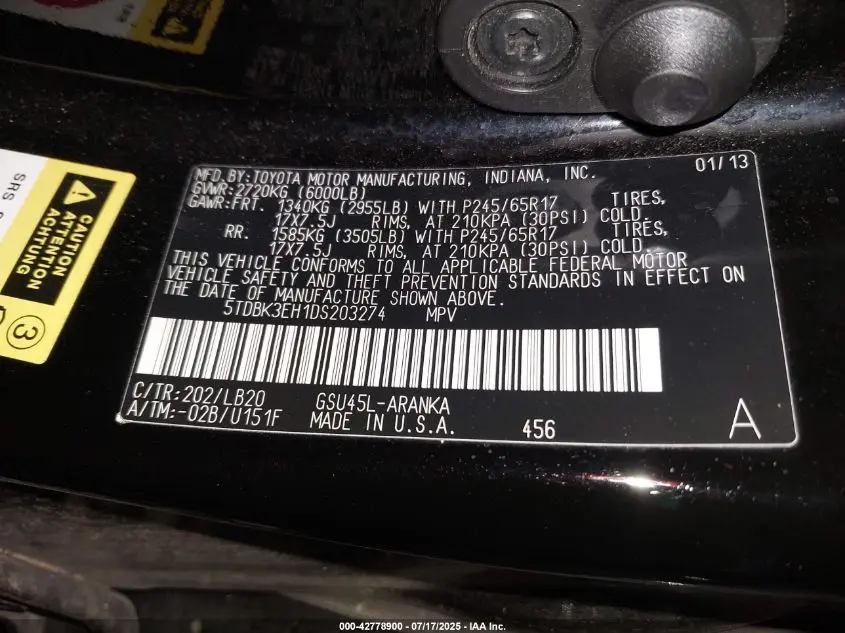 MFD.BY:TOYOTA MOTOR MANUFACTURING, INDIANA, INC. 01/13
GVWR:2720KG (6000LB)
GAWR:FRT. 1340KG (2955LB) WITH P245/65R17 TIRES,
17X7.5J RIMS, AT 210KPA (30PSI) COLD.
RR. 1585KG (3505LB) WITH P245/65R17 TIRES,
17X7.5J RIMS, AT 210KPA (30PSI) COLD.
THIS VEHICLE CONFORMS TO ALL APPLICABLE FEDERAL MOTOR
VEHICLE SAFETY AND THEFT PREVENTION STANDARDS IN EFFECT ON
THE DATE OF MANUFACTURE SHOWN ABOVE.
5TDBK3EH1DS203274 MPV
C/TR:202/LB20 GSU45L-ARANKA
A/TM:-02B/U151F MADE IN U.S.A. 456 A
CAUTION
ATTENTION
ACHTUNG
SRS
3
000-42778900 - 07/17/2025 - IAA Inc.